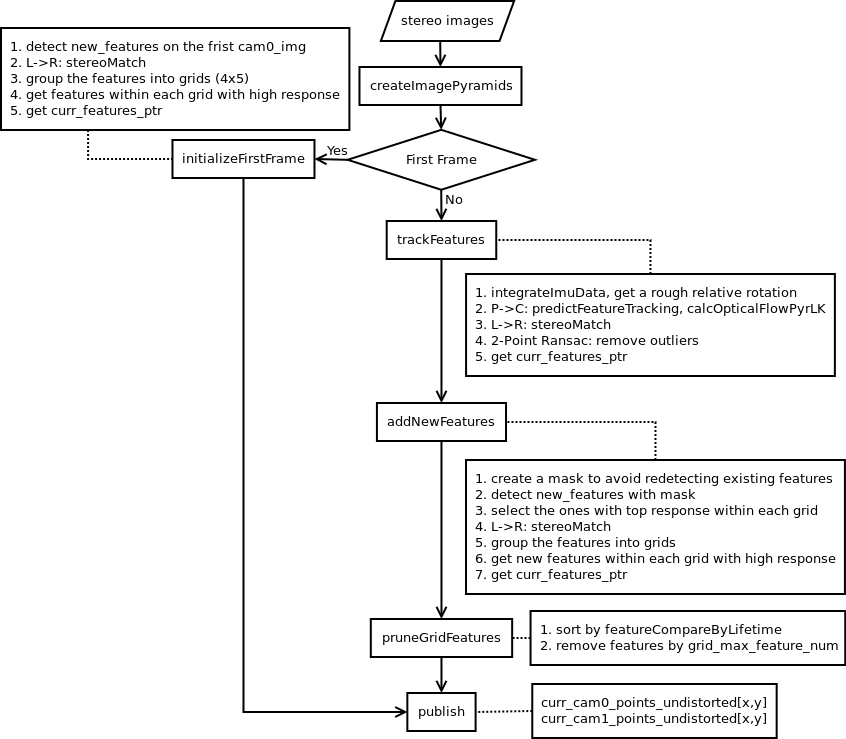 stereo images
1. detect new_features on the frist cam0_img
2. L->R: stereoMatch
3. group the features into grids (4x5)
4. get features within each grid with high response
5. get curr_features_ptr
createImagePyramids
initializeFirstFrame
Yes
First Frame
No
trackFeatures
1. integrateImuData, get a rough relative rotation
2. P->C: predictFeatureTracking, calcOpticalFlowPyrLK
3. L->R: stereoMatch
4. 2-Point Ransac: remove outliers
5. get curr_features_ptr
addNewFeatures
1. create a mask to avoid redetecting existing features
2. detect new_features with mask
3. select the ones with top response within each grid
4. L->R: stereoMatch
5. group the features into grids
6. get new features within each grid with high response
7. get curr_features_ptr
pruneGridFeatures
1. sort by featureCompareByLifetime
2. remove features by grid_max_feature_num
publish
curr_cam0_points_undistorted[x,y]
curr_cam1_points_undistorted[x,y]